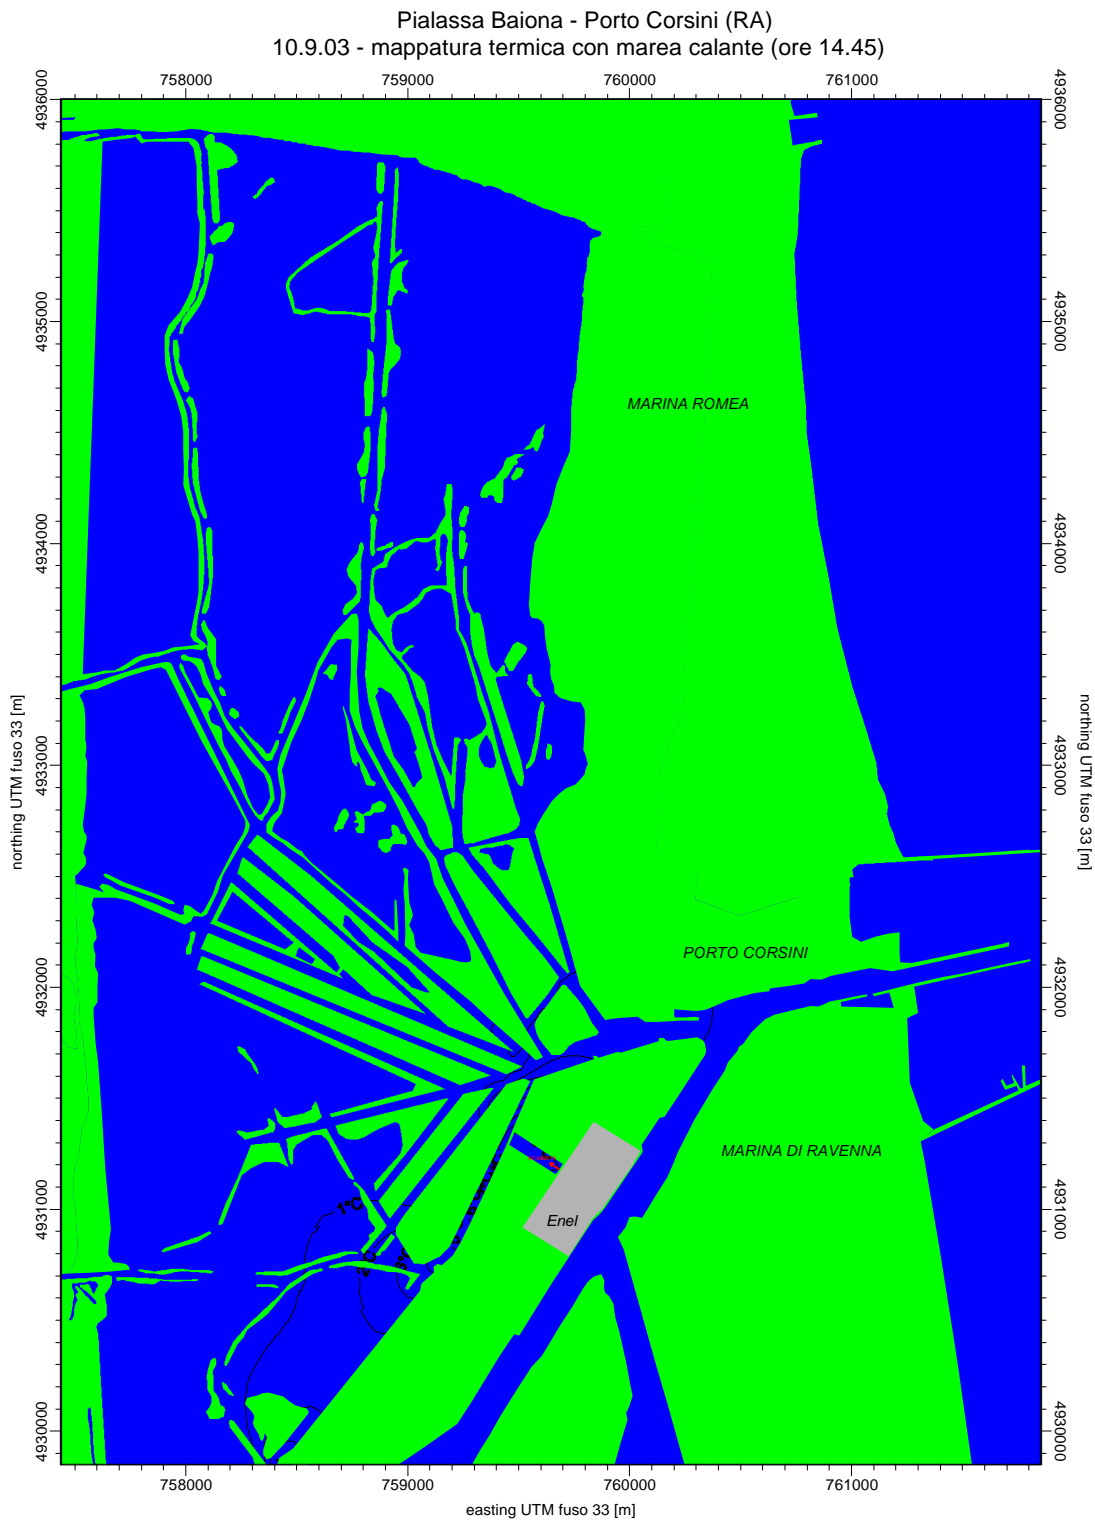 Pialassa Baiona - Porto Corsini (RA)
10.9.03 - mappatura termica con marea calante (ore 14.45)
758000 759000 760000 761000
4936000 4936000
4935000 4935000
MARINA ROMEA
4934000 4934000
northing UTM fuso 33 [m] northing UTM fuso 33 [m]
4933000 4933000
PORTO CORSINI
4932000 4932000
MARINA DI RAVENNA
1°C
4931000 4931000
Enel
2°C
3°C
4930000 4930000
758000 759000 760000 761000
easting UTM fuso 33 [m]